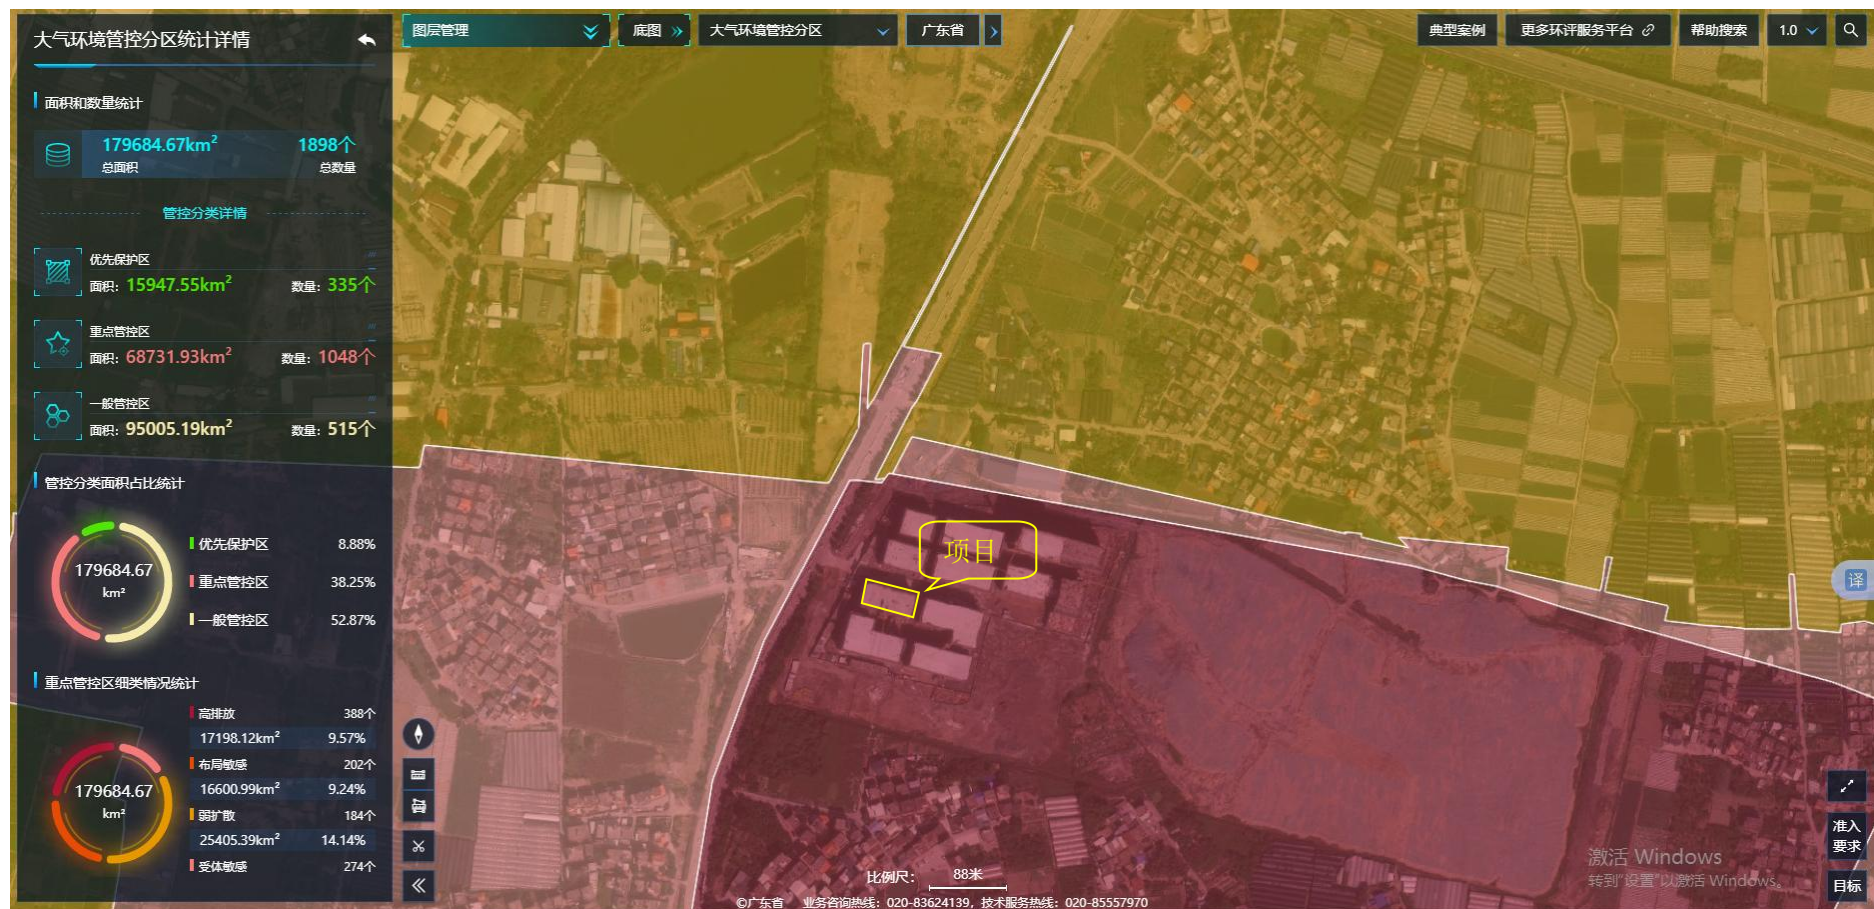 大气环境管控分区统计详情
图层管理
底图
大气环境管控分区
广东省
典型案例
更多环评服务平台
帮助搜索
1.0
面积和数量统计
179684.67km²
1898个
总面积
总数量
管控分类详情
优先保护区
面积：15947.55km²
数量：335个
重点管控区
面积：68731.93km²
数量：1048个
一般管控区
面积：95005.19km²
数量：515个
管控分类面积占比统计
179684.67
km²
优先保护区 8.88%
重点管控区 38.25%
一般管控区 52.87%
重点管控区细类情况统计
179684.67
km²
高排放 388个
17198.12km² 9.57%
布局敏感 202个
16600.99km² 9.24%
弱扩散 184个
25405.39km² 14.14%
受体敏感 274个
项目
译
准入
要求
目标
比例尺：
88米
激活 Windows
转到"设置"以激活 Windows。
©广东省 业务咨询热线：020-83624139，技术服务热线：020-85557970